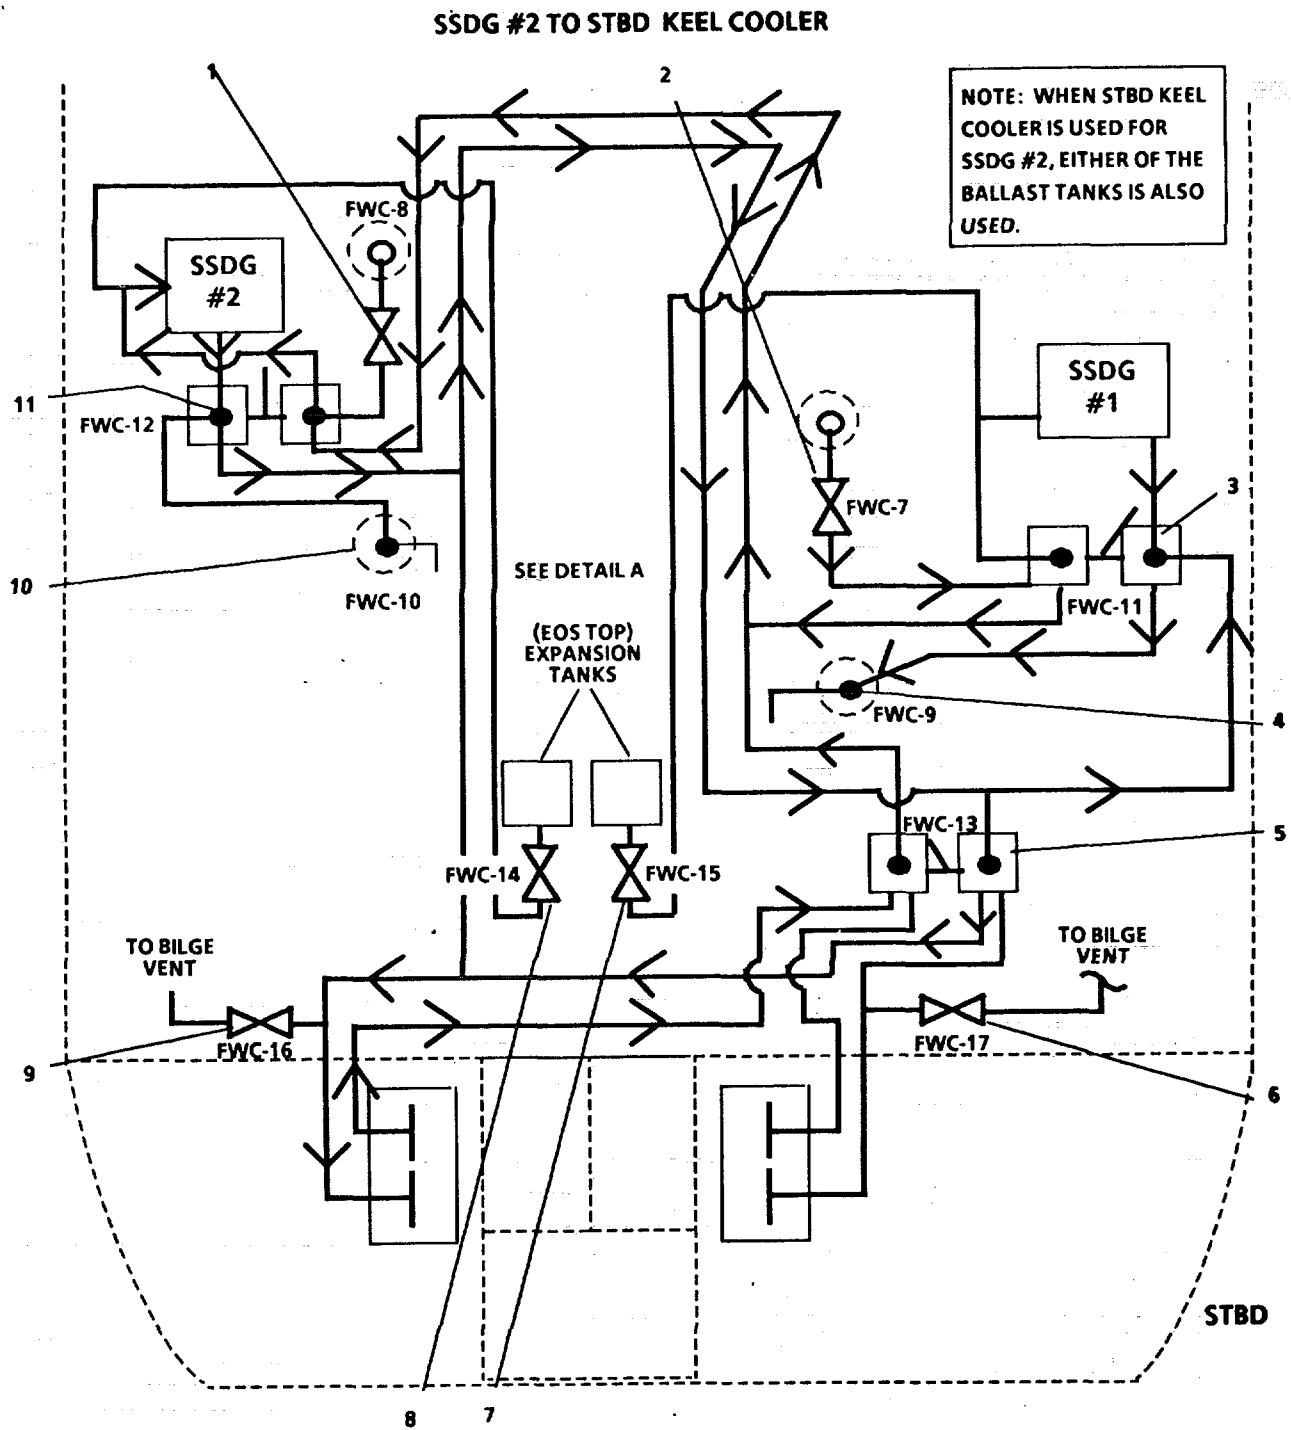 SSDG #2 TO STBD KEEL COOLER
1
2
NOTE: WHEN STBD KEEL
COOLER IS USED FOR
SSDG #2, EITHER OF THE
BALLAST TANKS IS ALSO
USED.
FWC-8
SSDG
#2
SSDG
#1
11
FWC-12
3
FWC-7
10
FWC-10
SEE DETAIL A
FWC-11
(EOS TOP)
EXPANSION
TANKS
FWC-9
4
FWC-13
5
FWC-14
FWC-15
TO BILGE
VENT
TO BILGE
VENT
FWC-16
FWC-17
9
6
STBD
8
7